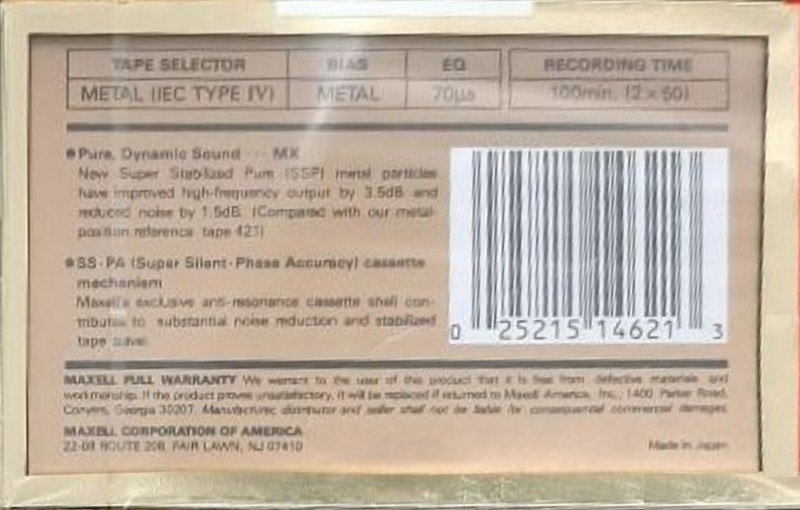 TAPE SELECTOR BIAS EQ RECORDING TIME
METAL (IEC TYPE IV) METAL 70µs 100min. (2×50)
●Pure, Dynamic Sound ··· MX
New Super Stabilized Pure (SSP) metal particles
have improved high-frequency output by 3.5dB and
reduced noise by 1.5dB. (Compared with our metal-
position reference tape 421)
●SS·PA (Super Silent·Phase Accuracy) cassette
mechanism
Maxell's exclusive anti-resonance cassette shell con-
tributes to substantial noise reduction and stabilized
tape travel.
0 25215 14621 3
MAXELL FULL WARRANTY We warrant to the user of this product that it is free from defective materials and
workmanship. If the product proves unsatisfactory, it will be replaced if returned to Maxell America, Inc., 1400 Parker Road,
Conyers, Georgia 30207. Manufacturer, distributor and seller shall not be liable for consequential commercial damages.
MAXELL CORPORATION OF AMERICA
22-08 ROUTE 208, FAIR LAWN, NJ 07410
Made in Japan